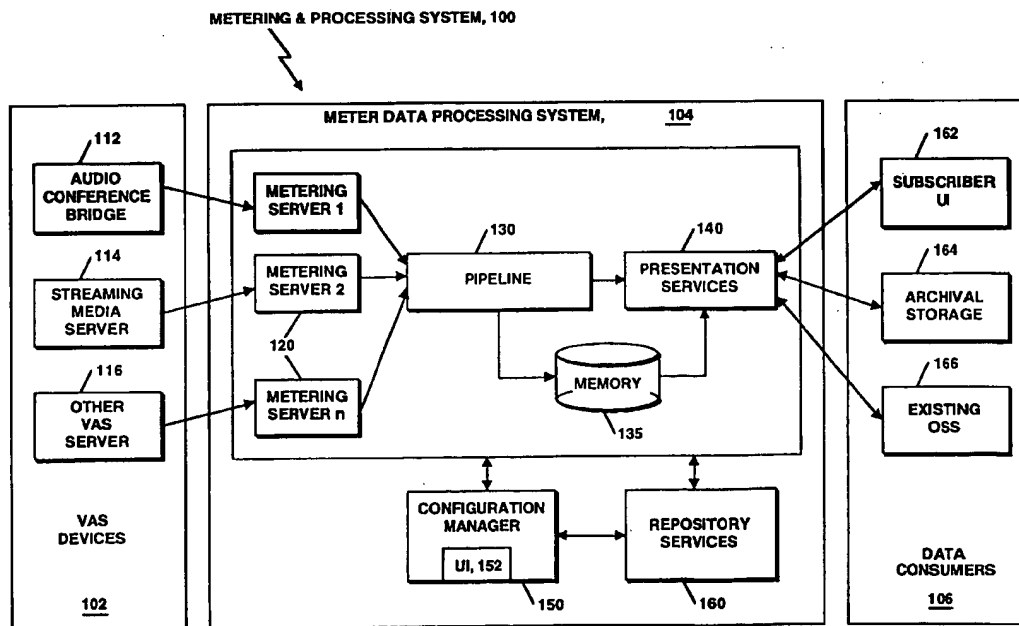 METERING & PROCESSING SYSTEM, 100
METER DATA PROCESSING SYSTEM, 104
112
AUDIO
CONFERENCE
BRIDGE
114
STREAMING
MEDIA
SERVER
116
OTHER
VAS
SERVER
VAS
DEVICES
102
METERING
SERVER 1
METERING
SERVER 2
120
METERING
SERVER n
130
PIPELINE
140
PRESENTATION
SERVICES
MEMORY
135
CONFIGURATION
MANAGER
UI, 152
150
REPOSITORY
SERVICES
160
162
SUBSCRIBER
UI
164
ARCHIVAL
STORAGE
166
EXISTING
OSS
DATA
CONSUMERS
106